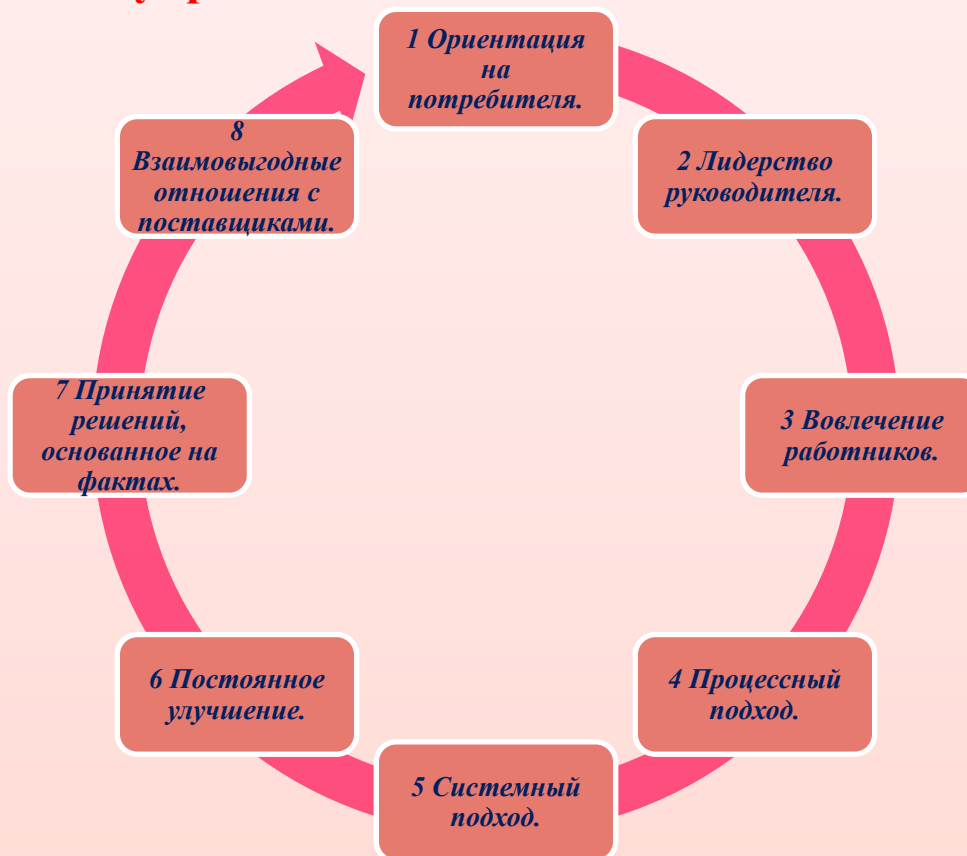 1 Ориентация
на
потребителя.
2 Лидерство
руководителя.
3 Вовлечение
работников.
4 Процессный
подход.
5 Системный
подход.
6 Постоянное
улучшение.
7 Принятие
решений,
основанное на
фактах.
8
Взаимовыгодные
отношения с
поставщиками.